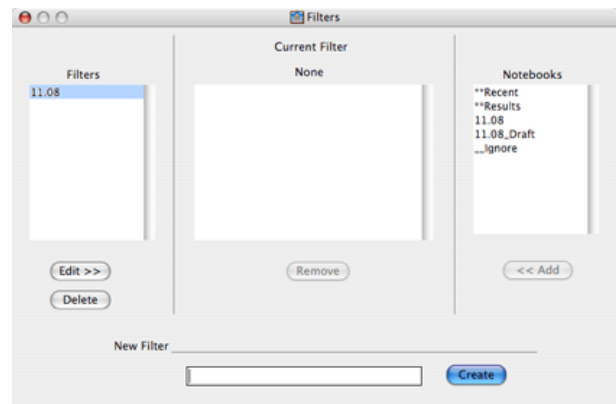 Filters
Current Filter
Filters
None
Notebooks
11.08
**Recent
**Results
11.08
11.08_Draft
__Ignore
Edit >>
Remove
<< Add
Delete
New Filter
Create